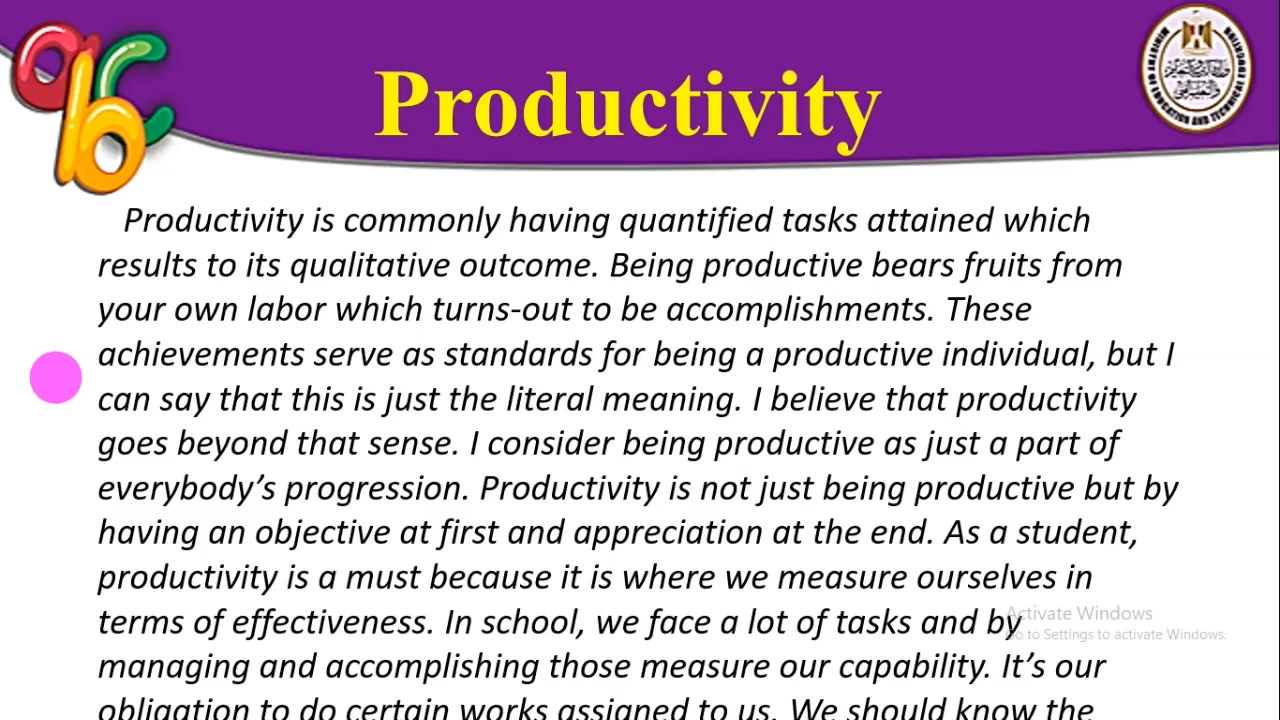 abc
Productivity
MINISTRY OF EDUCATION AND TECHNICAL EDUCATION
Productivity is commonly having quantified tasks attained which
results to its qualitative outcome. Being productive bears fruits from
your own labor which turns-out to be accomplishments. These
achievements serve as standards for being a productive individual, but I
can say that this is just the literal meaning. I believe that productivity
goes beyond that sense. I consider being productive as just a part of
everybody’s progression. Productivity is not just being productive but by
having an objective at first and appreciation at the end. As a student,
productivity is a must because it is where we measure ourselves in
terms of effectiveness. In school, we face a lot of tasks and by
Activate Windows
Go to Settings to activate Windows.
managing and accomplishing those measure our capability. It’s our
obligation to do certain works assigned to us. We should know the